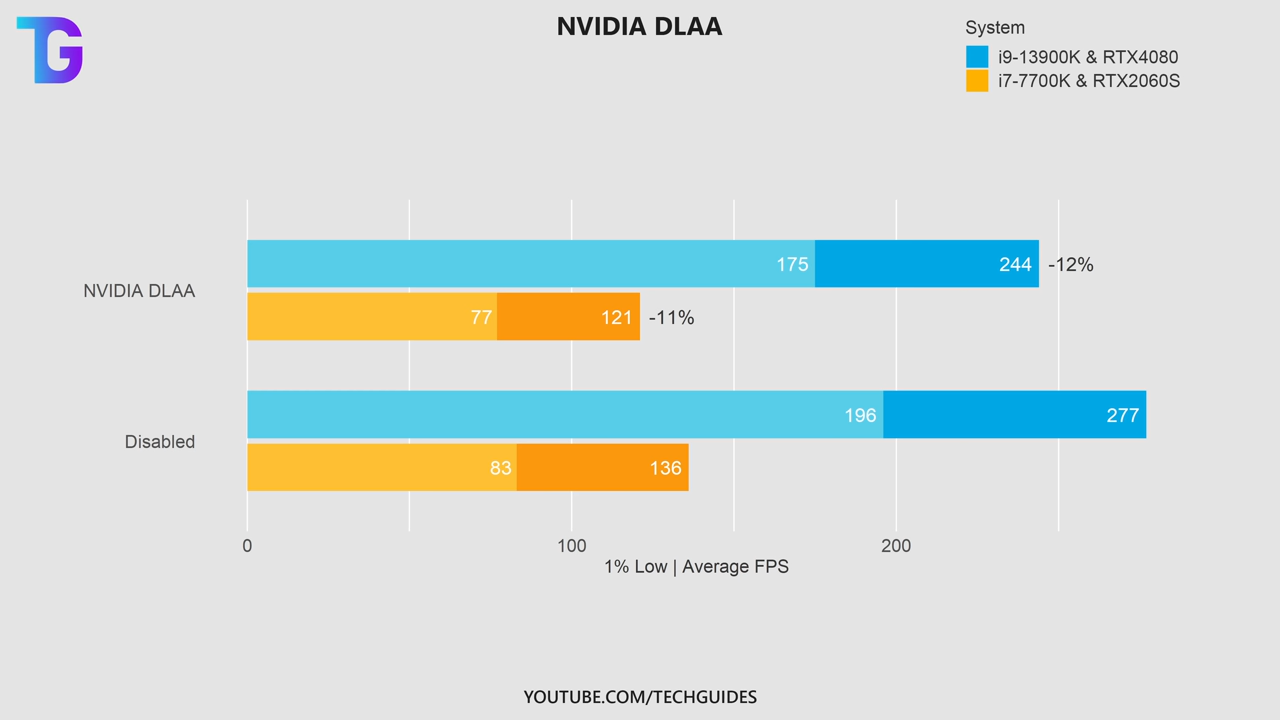 TG
NVIDIA DLAA
System
i9-13900K & RTX4080
i7-7700K & RTX2060S
NVIDIA DLAA
175
244
-12%
77
121
-11%
Disabled
196
277
83
136
0
100
200
1% Low | Average FPS
YOUTUBE.COM/TECHGUIDES